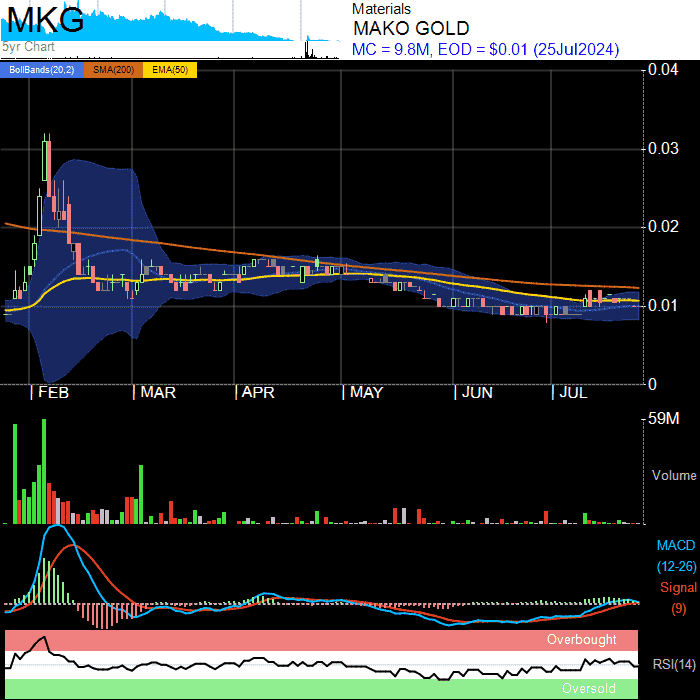 MKG
5yr Chart
Materials
MAKO GOLD
MC = 9.8M, EOD = $0.01 (25Jul2024)
BollBands(20,2) SMA(200) EMA(50)
0.04
0.03
0.02
0.01
0
| FEB | MAR | APR | MAY | JUN | JUL
59M
Volume
MACD
(12-26)
Signal
(9)
Overbought
RSI(14)
Oversold